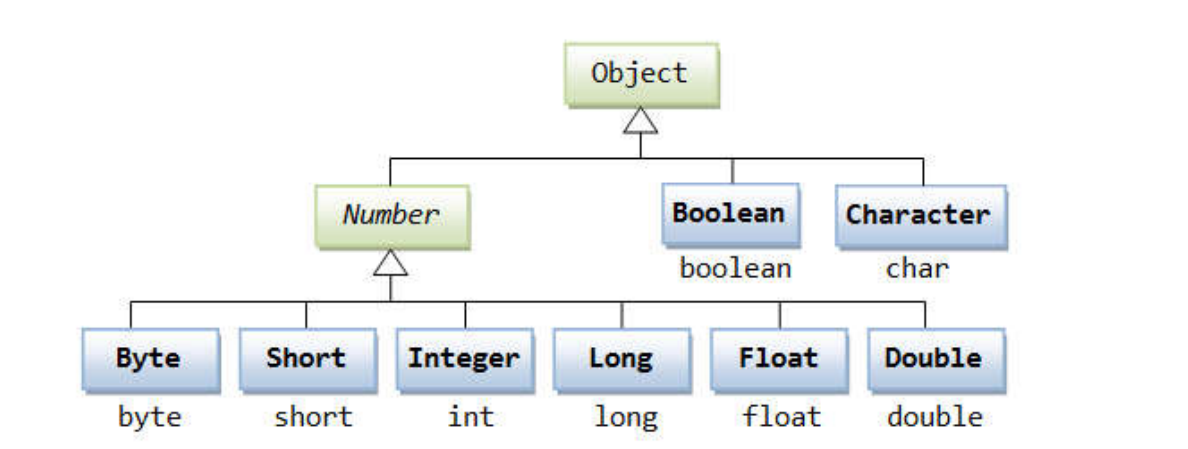 Object
Number Boolean Character
boolean char
Byte Short Integer Long Float Double
byte short int long float double